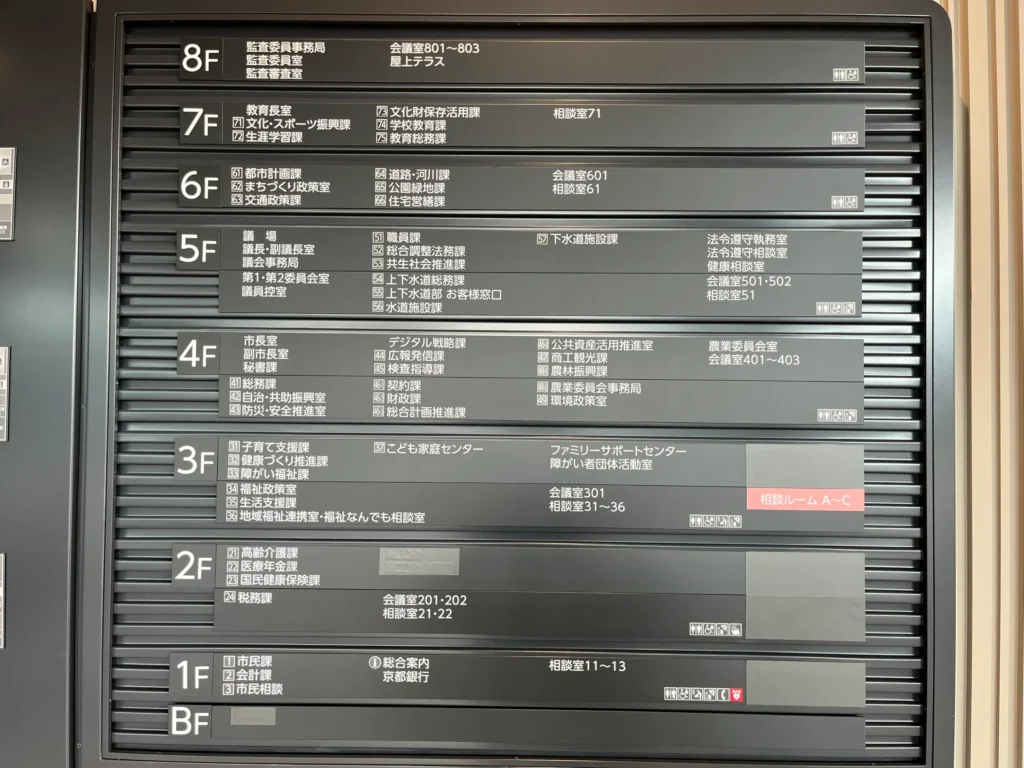 8F
監査委員事務局
監査委員室
監査審査室
会議室801～803
屋上テラス
7F
教育長室
71 文化・スポーツ振興課
72 生涯学習課
73 文化財保存活用課
74 学校教育課
75 教育総務課
相談室71
6F
61 都市計画課
62 まちづくり政策室
63 交通政策課
64 道路・河川課
65 公園緑地課
66 住宅営繕課
会議室601
相談室61
5F
議　場
議長・副議長室
議会事務局
第1・第2委員会室
議員控室
51 職員課
52 総合調整法務課
53 共生社会推進課
54 上下水道総務課
55 上下水道部 お客様窓口
56 水道施設課
57 下水道施設課
法令遵守執務室
法令遵守相談室
健康相談室
会議室501・502
相談室51
4F
市長室
副市長室
秘書課
41 総務課
42 自治・共助振興室
43 防災・安全推進室
デジタル戦略課
44 広報発信課
45 検査指導課
契約課
財政課
総合計画推進課
公共資産活用推進室
47 商工観光課
農林振興課
農業委員会事務局
49 環境政策室
農業委員会室
会議室401～403
3F
31 子育て支援課
32 健康づくり推進課
33 障がい福祉課
34 福祉政策室
35 生活支援課
36 地域福祉連携室・福祉なんでも相談室
37 こども家庭センター
ファミリーサポートセンター
障がい者団体活動室
会議室301
相談室31～36
相談ルーム A～C
2F
21 高齢介護課
22 医療年金課
23 国民健康保険課
24 税務課
会議室201・202
相談室21・22
1F
1 市民課
2 会計課
3 市民相談
総合案内
京都銀行
相談室11～13
BF